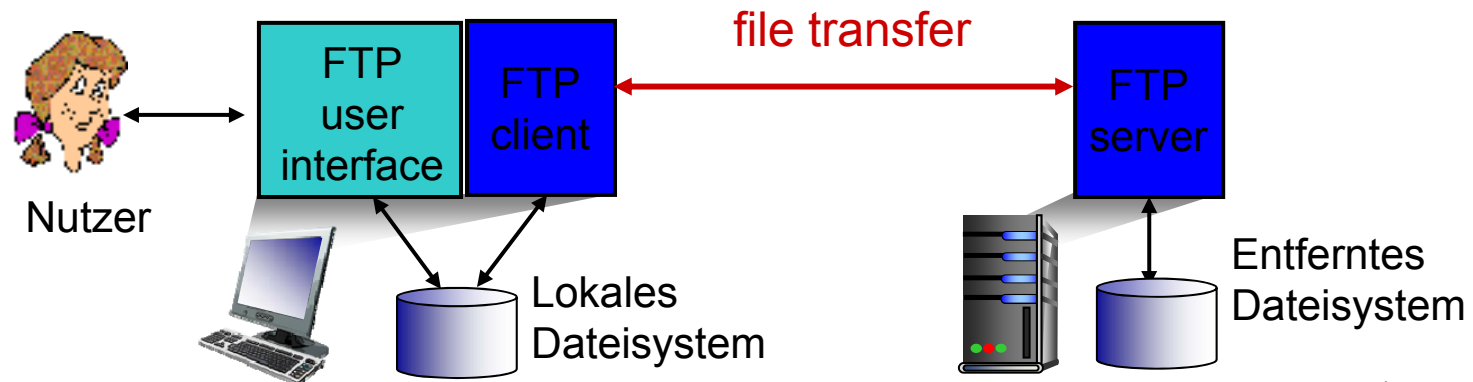 file transfer
FTP
user
interface
FTP
client
FTP
server
Nutzer
Lokales
Dateisystem
Entferntes
Dateisystem